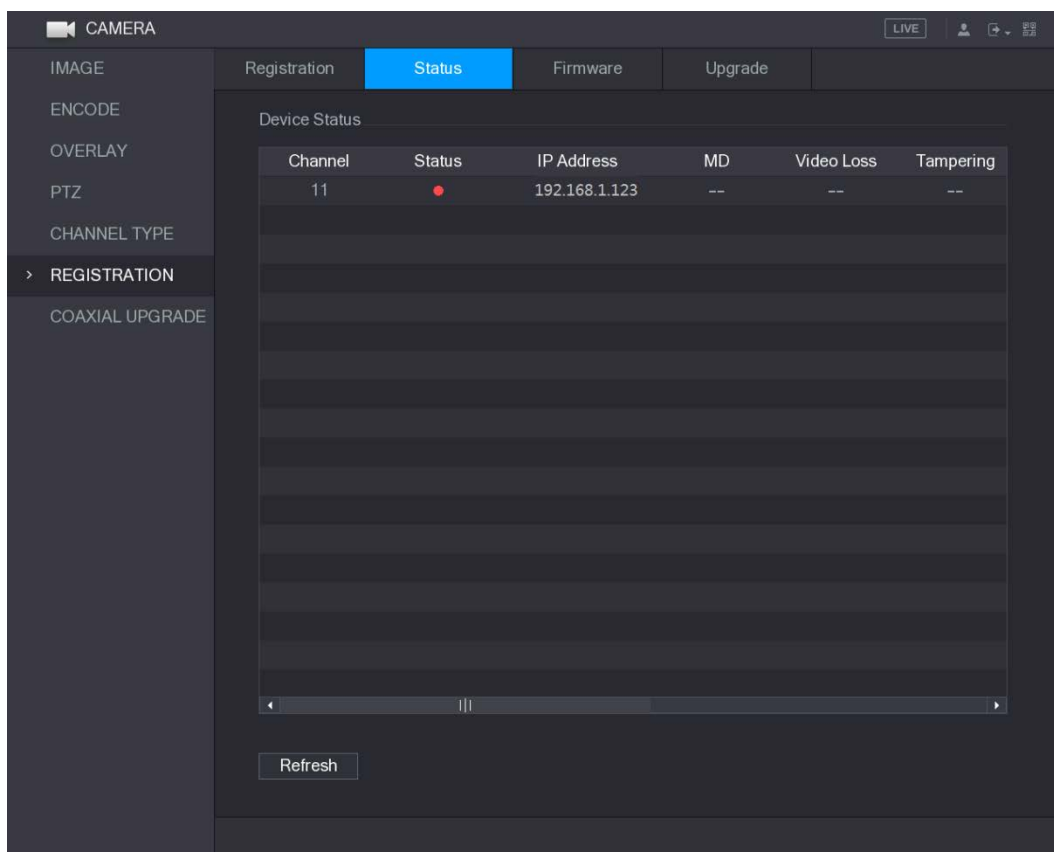 CAMERA LIVE
IMAGE
ENCODE
OVERLAY
PTZ
CHANNEL TYPE
> REGISTRATION
COAXIAL UPGRADE
Registration Status Firmware Upgrade
Device Status
Channel Status IP Address MD Video Loss Tampering
11 192.168.1.123 -- -- --
Refresh